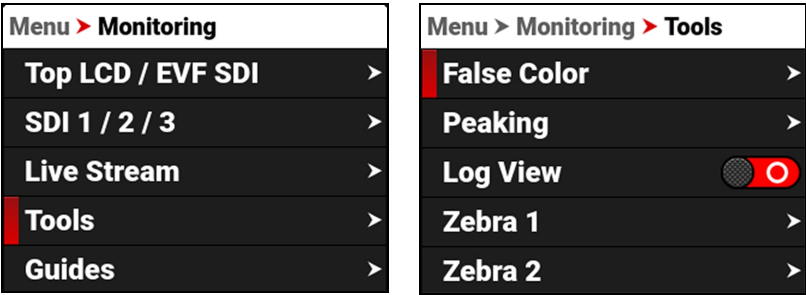 Menu > Monitoring
Top LCD / EVF SDI
SDI 1 / 2 / 3
Live Stream
Tools
Guides
Menu > Monitoring > Tools
False Color
Peaking
Log View
Zebra 1
Zebra 2